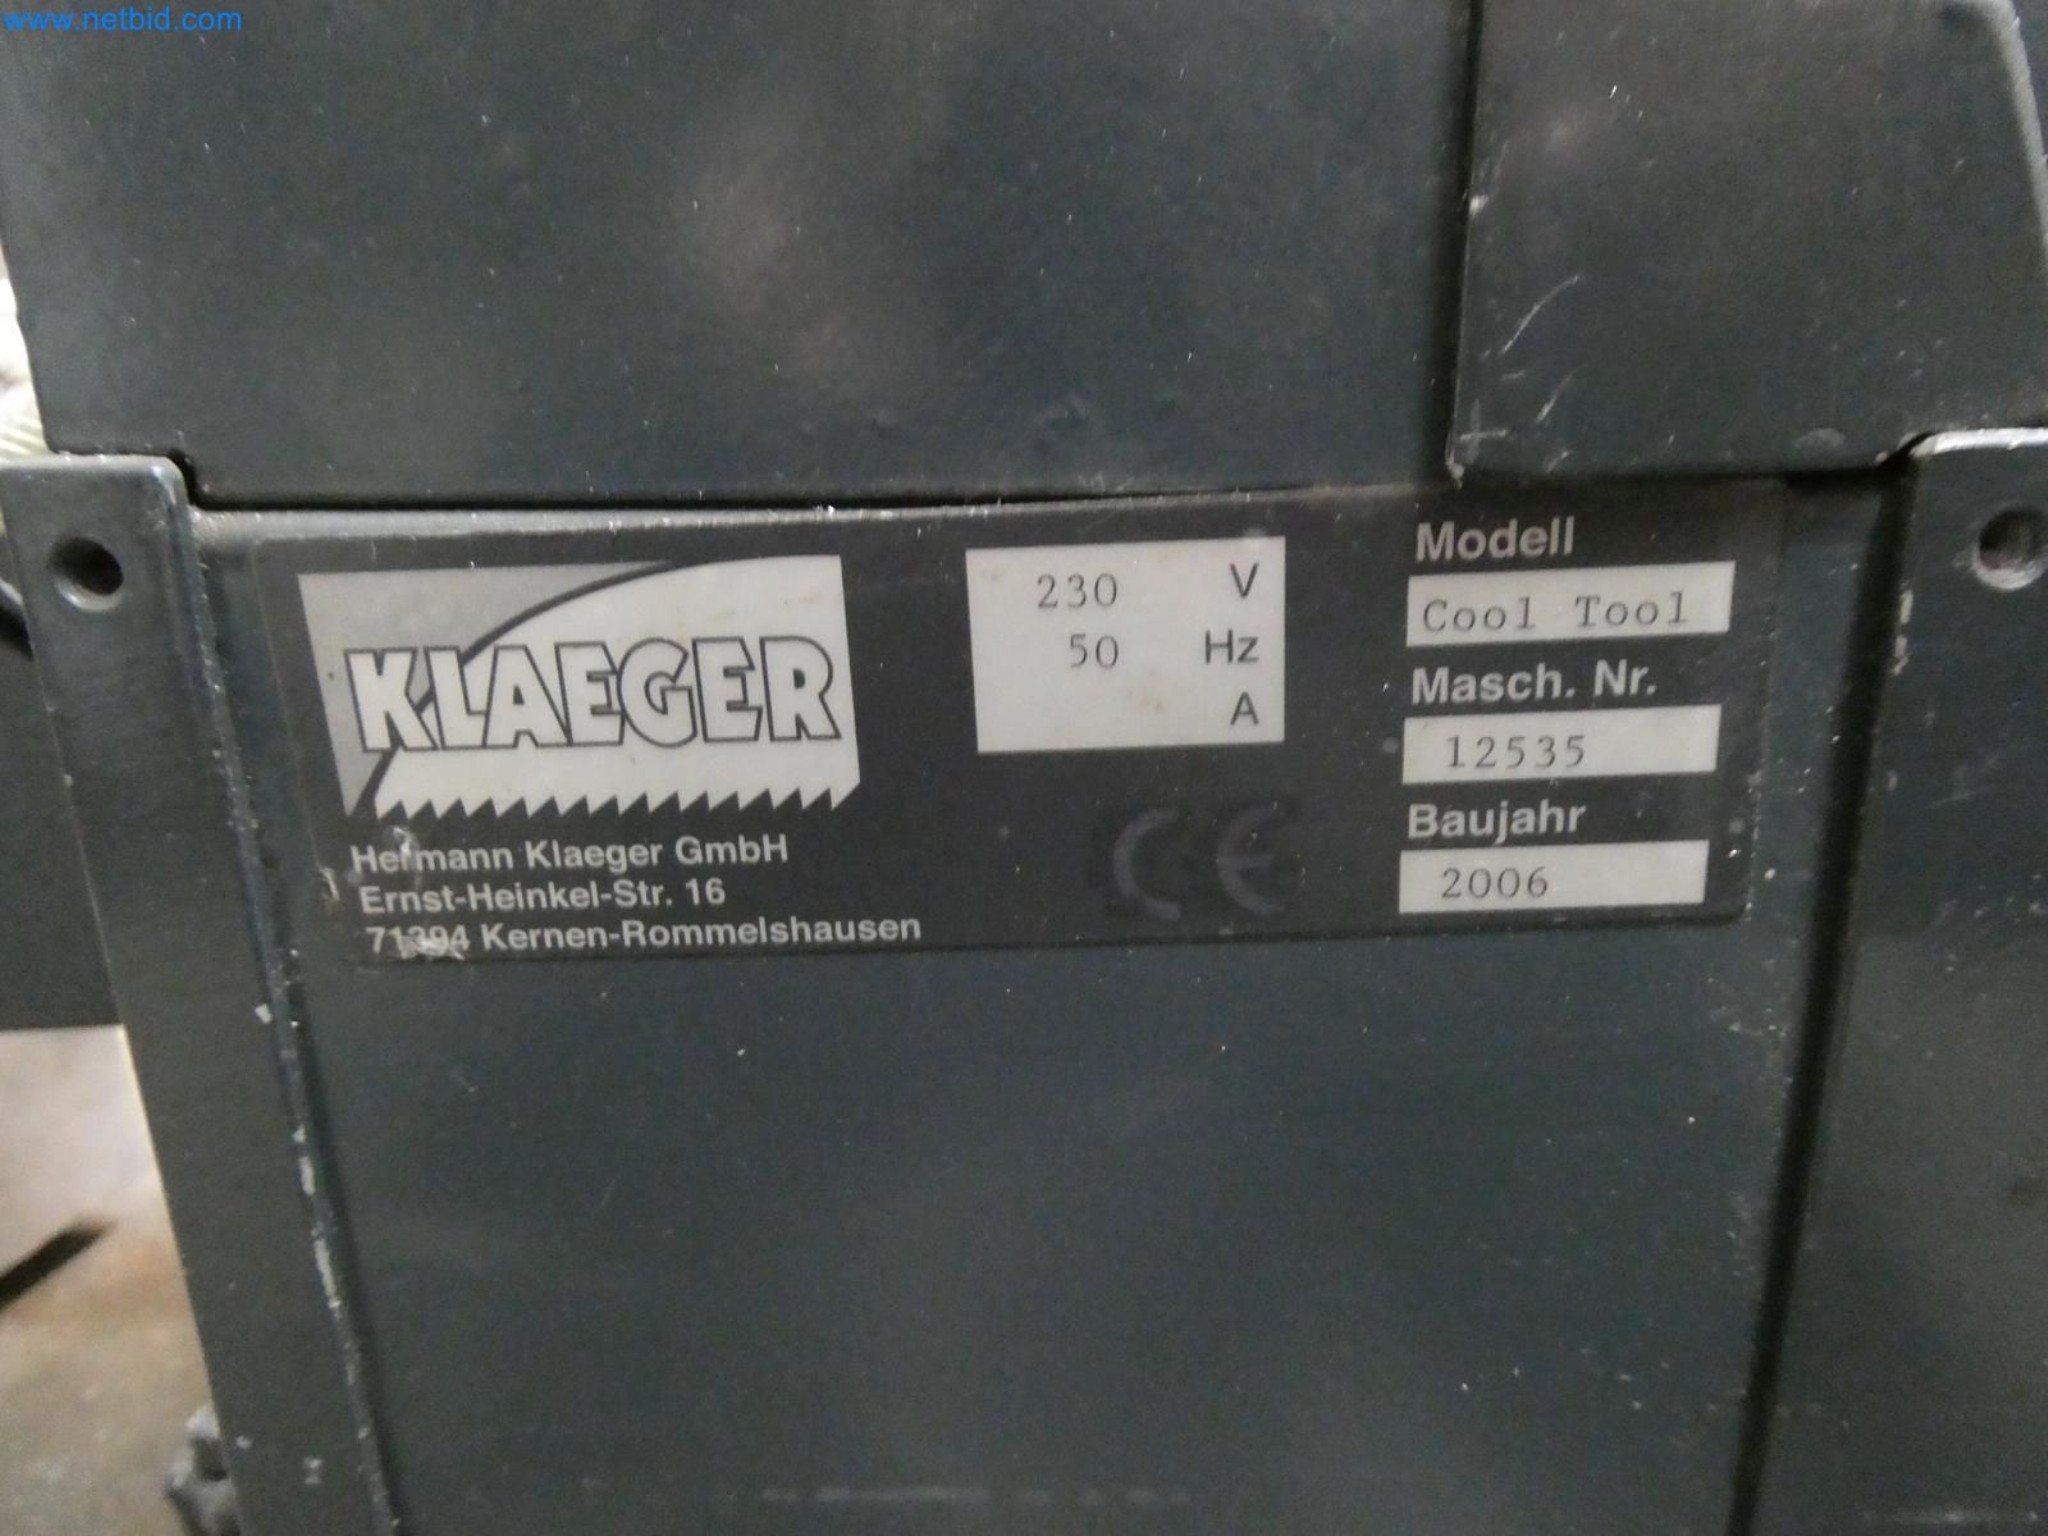 www.netbid.com
KLAEGER
Hermann Klaeger GmbH
Ernst-Heinkel-Str. 16
71394 Kernen-Rommelshausen
230 V
50 Hz
A
CE
Modell
Cool Tool
Masch. Nr.
12535
Baujahr
2006